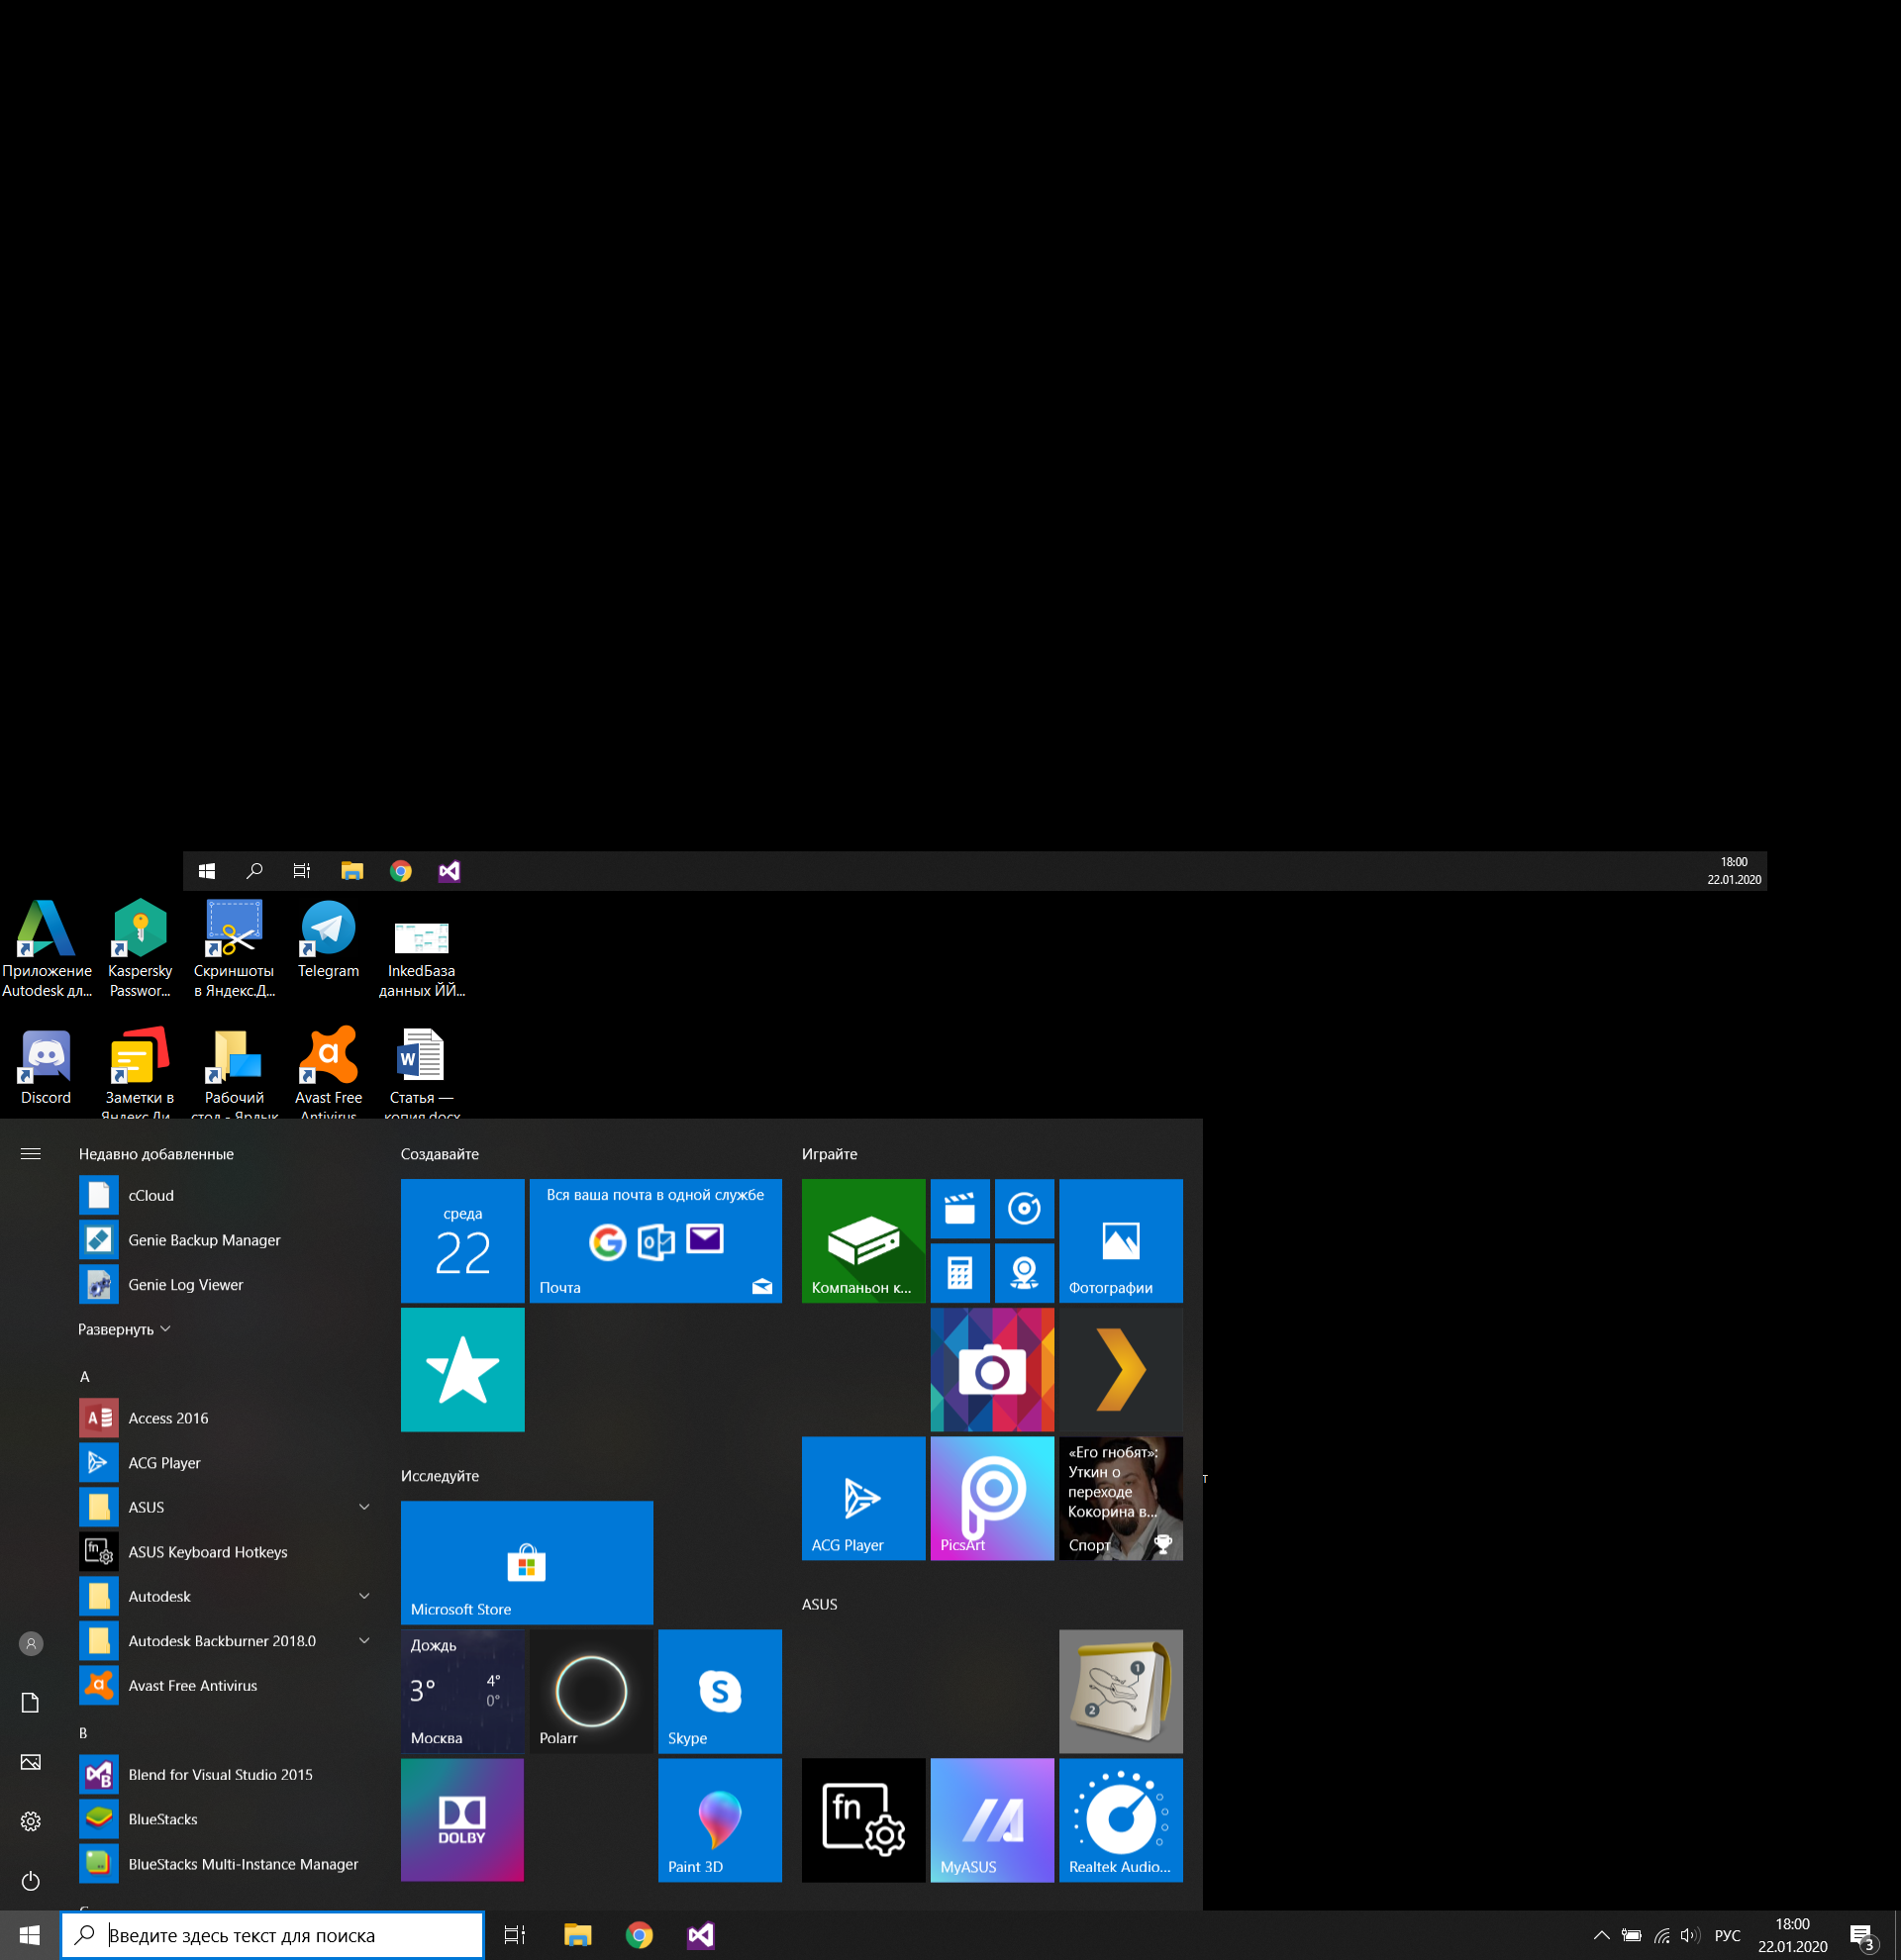 18:00
22.01.2020
Приложение
Autodesk дл...
Kaspersky
Passwor...
Скриншоты
в Яндекс.Д...
Telegram
InkedБаза
данных ЙЙ...
Discord
Заметки в
Яндекс.Ди...
Рабочий
стол - Ярлык
Avast Free
Antivirus
W
Статья —
копия.docx
Недавно добавленные
cCloud
Genie Backup Manager
Genie Log Viewer
Развернуть
A
Access 2016
ACG Player
ASUS
fn
ASUS Keyboard Hotkeys
Autodesk
Autodesk Backburner 2018.0
Avast Free Antivirus
B
Blend for Visual Studio 2015
BlueStacks
BlueStacks Multi-Instance Manager
Создавайте
среда
22
Вся ваша почта в одной службе
Почта
Исследуйте
Microsoft Store
Дождь
3°
4°
0°
Москва
Polarr
Skype
DOLBY
Paint 3D
Играйте
Компаньон к...
Фотографии
ACG Player
PicsArt
«Его гнобят»:
Уткин о
переходе
Кокорина в...
Спорт
ASUS
1
2
fn
MyASUS
Realtek Audio...
т
Введите здесь текст для поиска
РУС
18:00
22.01.2020
3